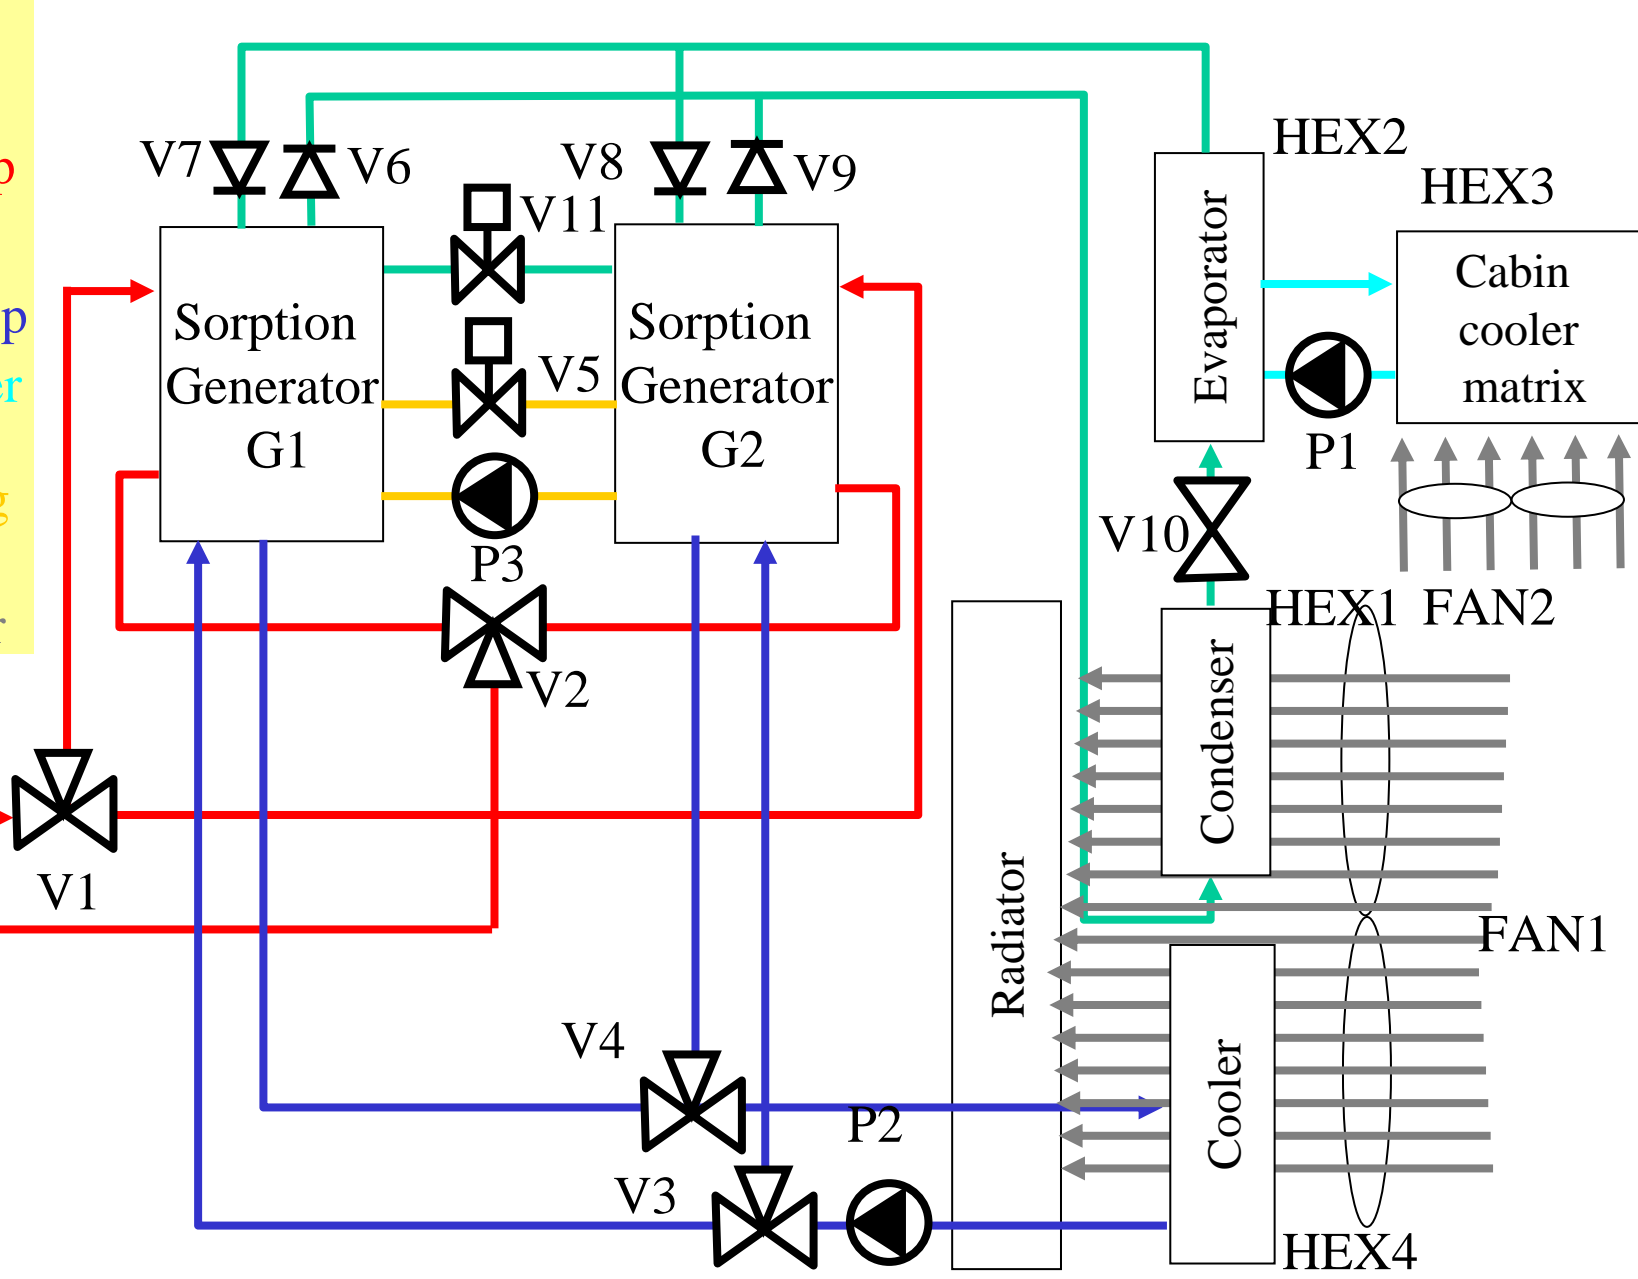 HEX2
V7
V6
V8
V9
HEX3
V11
Evaporator
Cabin
cooler
matrix
Sorption
Generator
G1
Sorption
Generator
G2
V5
P1
V10
P3
HEX1
FAN2
V2
Condenser
V1
Radiator
FAN1
V4
P2
Cooler
V3
HEX4